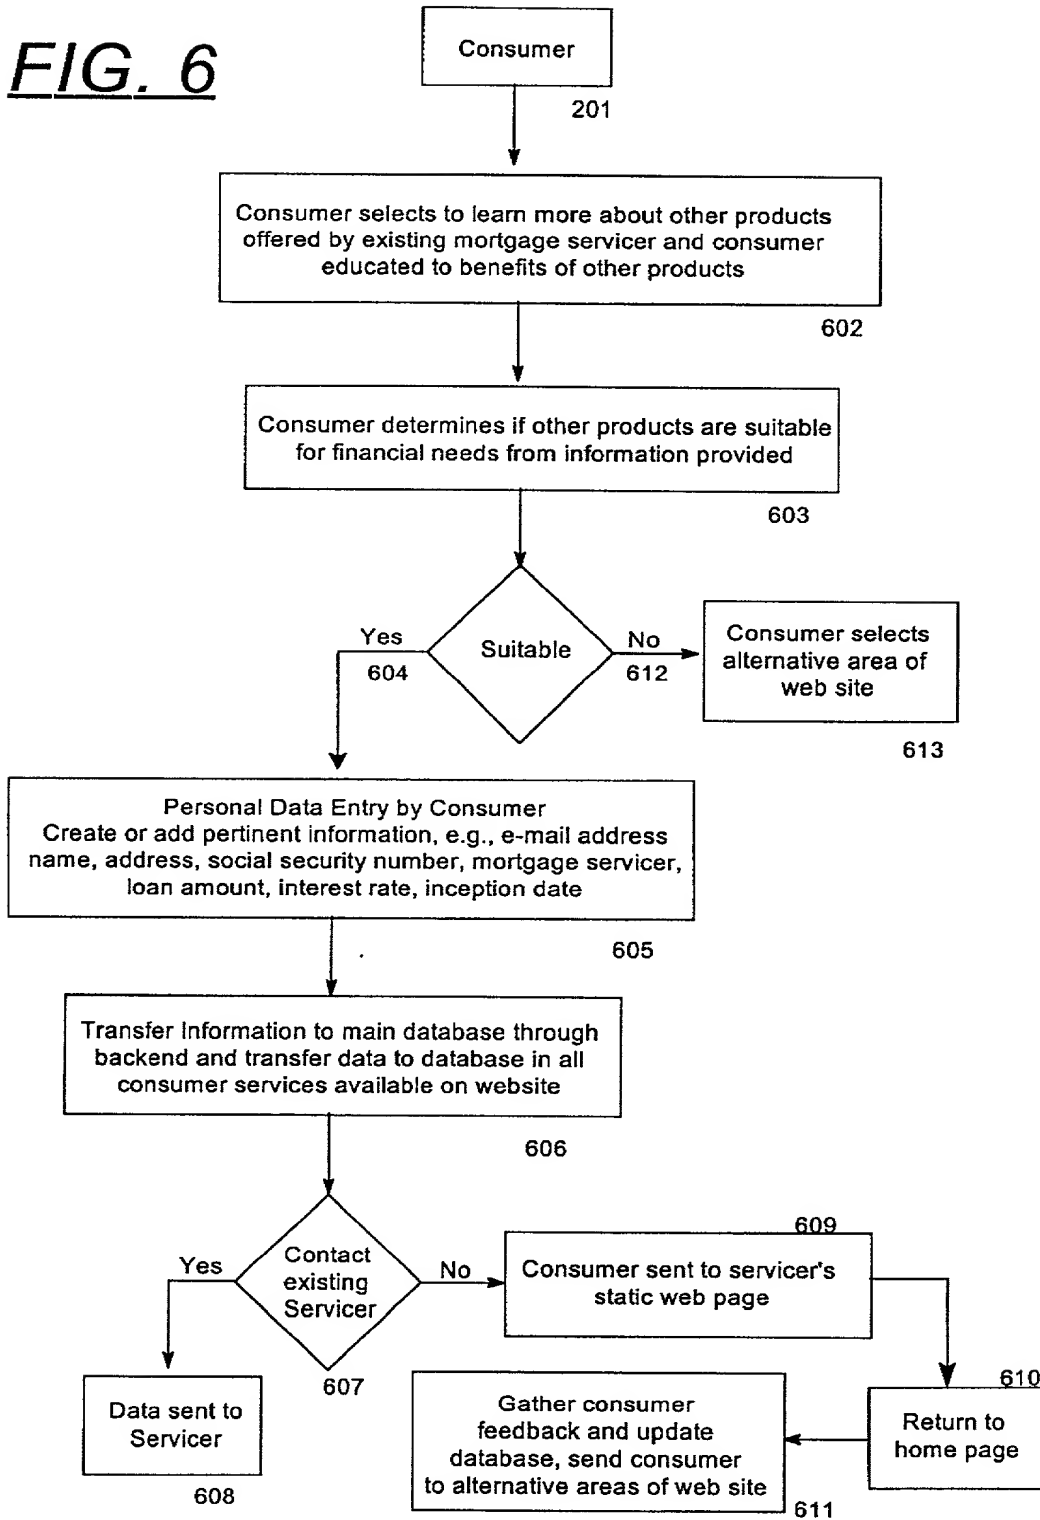 FIG. 6
Consumer
201
Consumer selects to learn more about other products
offered by existing mortgage servicer and consumer
educated to benefits of other products
602
Consumer determines if other products are suitable
for financial needs from information provided
603
Suitable
Yes
604
No
612
Consumer selects
alternative area of
web site
613
Personal Data Entry by Consumer
Create or add pertinent information, e.g., e-mail address
name, address, social security number, mortgage servicer,
loan amount, interest rate, inception date
605
Transfer Information to main database through
backend and transfer data to database in all
consumer services available on website
606
Contact
existing
Servicer
607
Yes
Data sent to
Servicer
608
No
609
Consumer sent to servicer's
static web page
610
Return to
home page
Gather consumer
feedback and update
database, send consumer
to alternative areas of web site
611